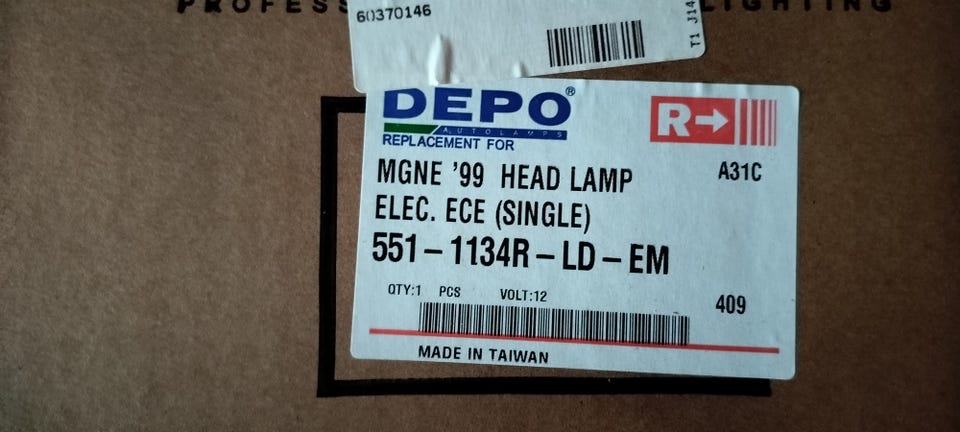 PROFESS LIGHTING
60370146
T1 J14
DEPO®
AUTOLAMPS
REPLACEMENT FOR
R→
MGNE '99 HEAD LAMP A31C
ELEC. ECE (SINGLE)
551-1134R-LD-EM
QTY:1 PCS VOLT:12
409
MADE IN TAIWAN